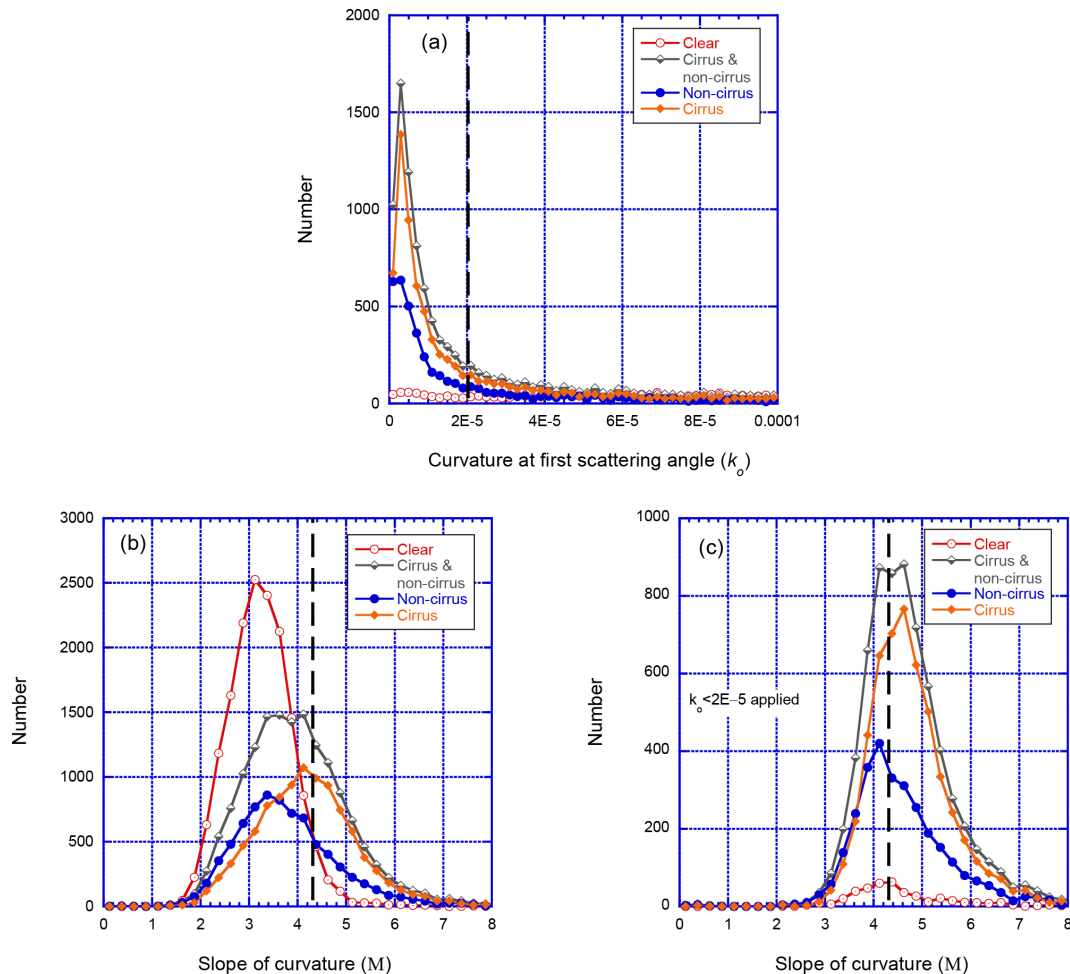 2000
(a)
Clear
Cirrus &
non-cirrus
Non-cirrus
Cirrus
1500
Number
1000
500
0
0 2E-5 4E-5 6E-5 8E-5 0.0001
Curvature at first scattering angle (k_o)
3000
(b)
Clear
Cirrus &
non-cirrus
Non-cirrus
Cirrus
2500
2000
Number
1500
1000
500
0
0 1 2 3 4 5 6 7 8
Slope of curvature (M)
1000
(c)
Clear
Cirrus &
non-cirrus
Non-cirrus
Cirrus
800
600
k_o<2E–5 applied
Number
400
200
0
0 1 2 3 4 5 6 7 8
Slope of curvature (M)